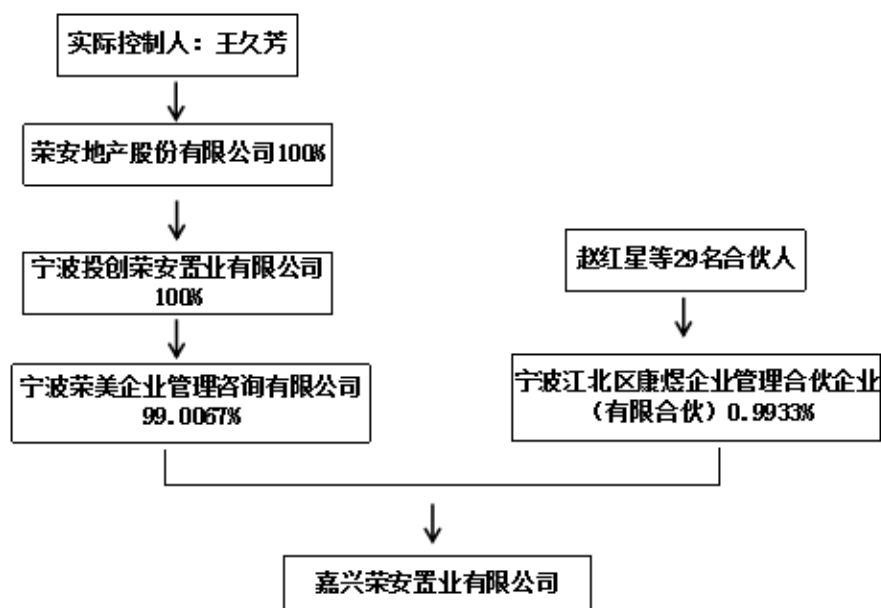 实际控制人：王久芳
荣安地产股份有限公司100%
宁波投创荣安置业有限公司
100%
赵红星等29名合伙人
宁波荣美企业管理咨询有限公司
99.0067%
宁波江北区康煜企业管理合伙企业
（有限合伙）0.9933%
嘉兴荣安置业有限公司